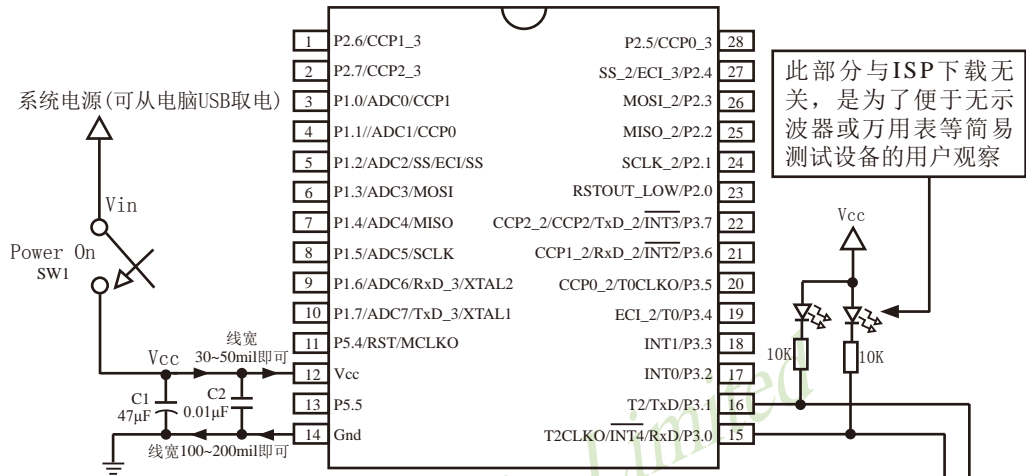 1 P2.6/CCP1_3
2 P2.7/CCP2_3
3 P1.0/ADC0/CCP1
4 P1.1//ADC1/CCP0
5 P1.2/ADC2/SS/ECI/SS
6 P1.3/ADC3/MOSI
7 P1.4/ADC4/MISO
8 P1.5/ADC5/SCLK
9 P1.6/ADC6/RxD_3/XTAL2
10 P1.7/ADC7/TxD_3/XTAL1
11 P5.4/RST/MCLKO
12 Vcc
13 P5.5
14 Gnd
P2.5/CCP0_3 28
SS_2/ECI_3/P2.4 27
MOSI_2/P2.3 26
MISO_2/P2.2 25
SCLK_2/P2.1 24
RSTOUT_LOW/P2.0 23
CCP2_2/CCP2/TxD_2/INT3/P3.7 22
CCP1_2/RxD_2/INT2/P3.6 21
CCP0_2/T0CLKO/P3.5 20
ECI_2/T0/P3.4 19
INT1/P3.3 18
INT0/P3.2 17
T2/TxD/P3.1 16
T2CLKO/INT4/RxD/P3.0 15
系统电源(可从电脑USB取电)
Vin
Power On
SW1
Vcc
线宽
30~50mil即可
C1
47μF
C2
0.01μF
线宽100~200mil即可
此部分与ISP下载无
关，是为了便于无示
波器或万用表等简易
测试设备的用户观察
Vcc
10K
10K
Limited